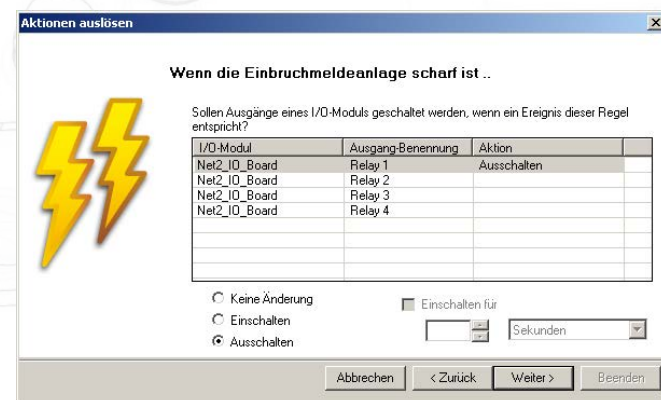 Aktionen auslösen
Wenn die Einbruchmeldeanlage scharf ist ..
Sollen Ausgänge eines I/O-Moduls geschaltet werden, wenn ein Ereignis dieser Regel
entspricht?
I/O-Modul Ausgang-Benennung Aktion
Net2_IO_Board Relay 1 Ausschalten
Net2_IO_Board Relay 2
Net2_IO_Board Relay 3
Net2_IO_Board Relay 4
Keine Änderung
Einschalten
Ausschalten
Einschalten für
Sekunden
Abbrechen < Zurück Weiter > Beenden